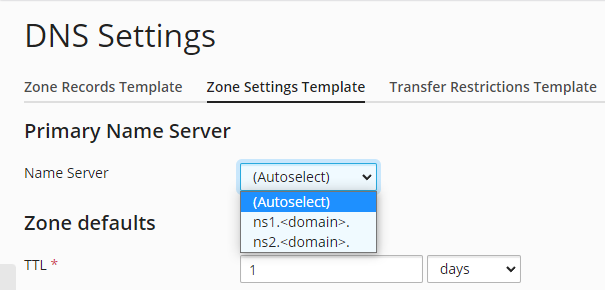 DNS Settings
Zone Records Template Zone Settings Template Transfer Restrictions Template
Primary Name Server
Name Server (Autoselect)
(Autoselect)
ns1.<domain>.
ns2.<domain>.
Zone defaults
TTL * 1 days